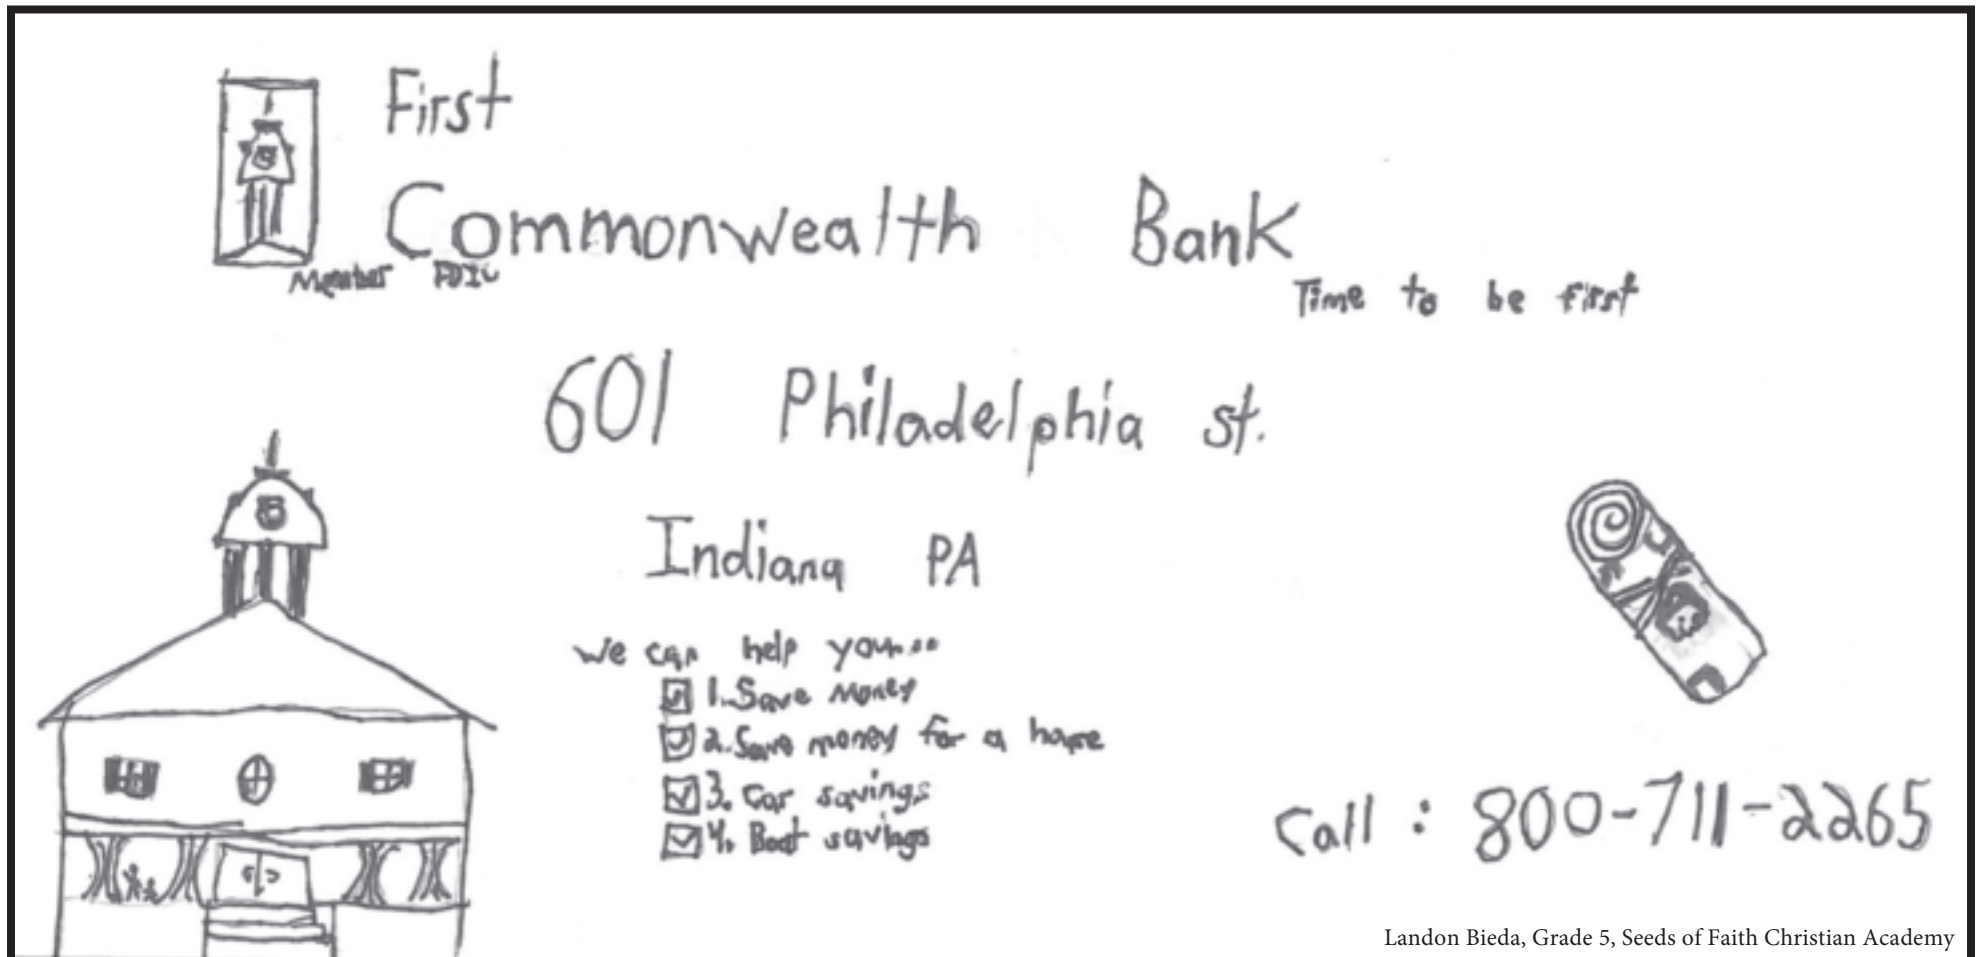 First
Commonwealth Bank
Member FDIC
Time to be first
601 Philadelphia st.
Indiana PA
We can help you...
1. Save Money
2. Save money for a home
3. Car savings
4. Boat savings
Call : 800-711-2265
Landon Bieda, Grade 5, Seeds of Faith Christian Academy